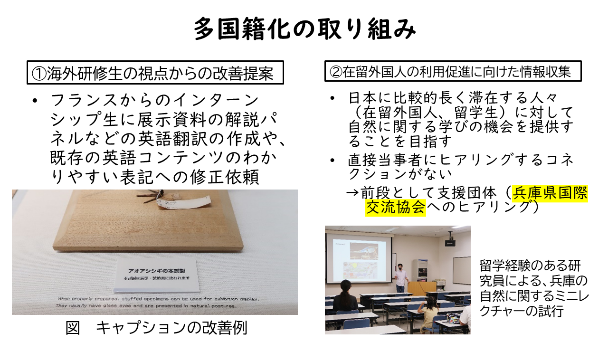 多国籍化の取り組み
①海外研修生の視点からの改善提案
• フランスからのインターン
シップ生に展示資料の解説パ
ネルなどの英語翻訳の作成や、
既存の英語コンテンツのわか
りやすい表記への修正依頼
アオアシシギの本剥製
図 キャプションの改善例
②在留外国人の利用促進に向けた情報収集
• 日本に比較的長く滞在する人々
（在留外国人、留学生）に対して
自然に関する学びの機会を提供す
ることを目指す
• 直接当事者にヒアリングするコネ
クションがない
→前段として支援団体（兵庫県国際
交流協会へのヒアリング）
留学経験のある研
究員による、兵庫の
自然に関するミニレ
クチャーの試行